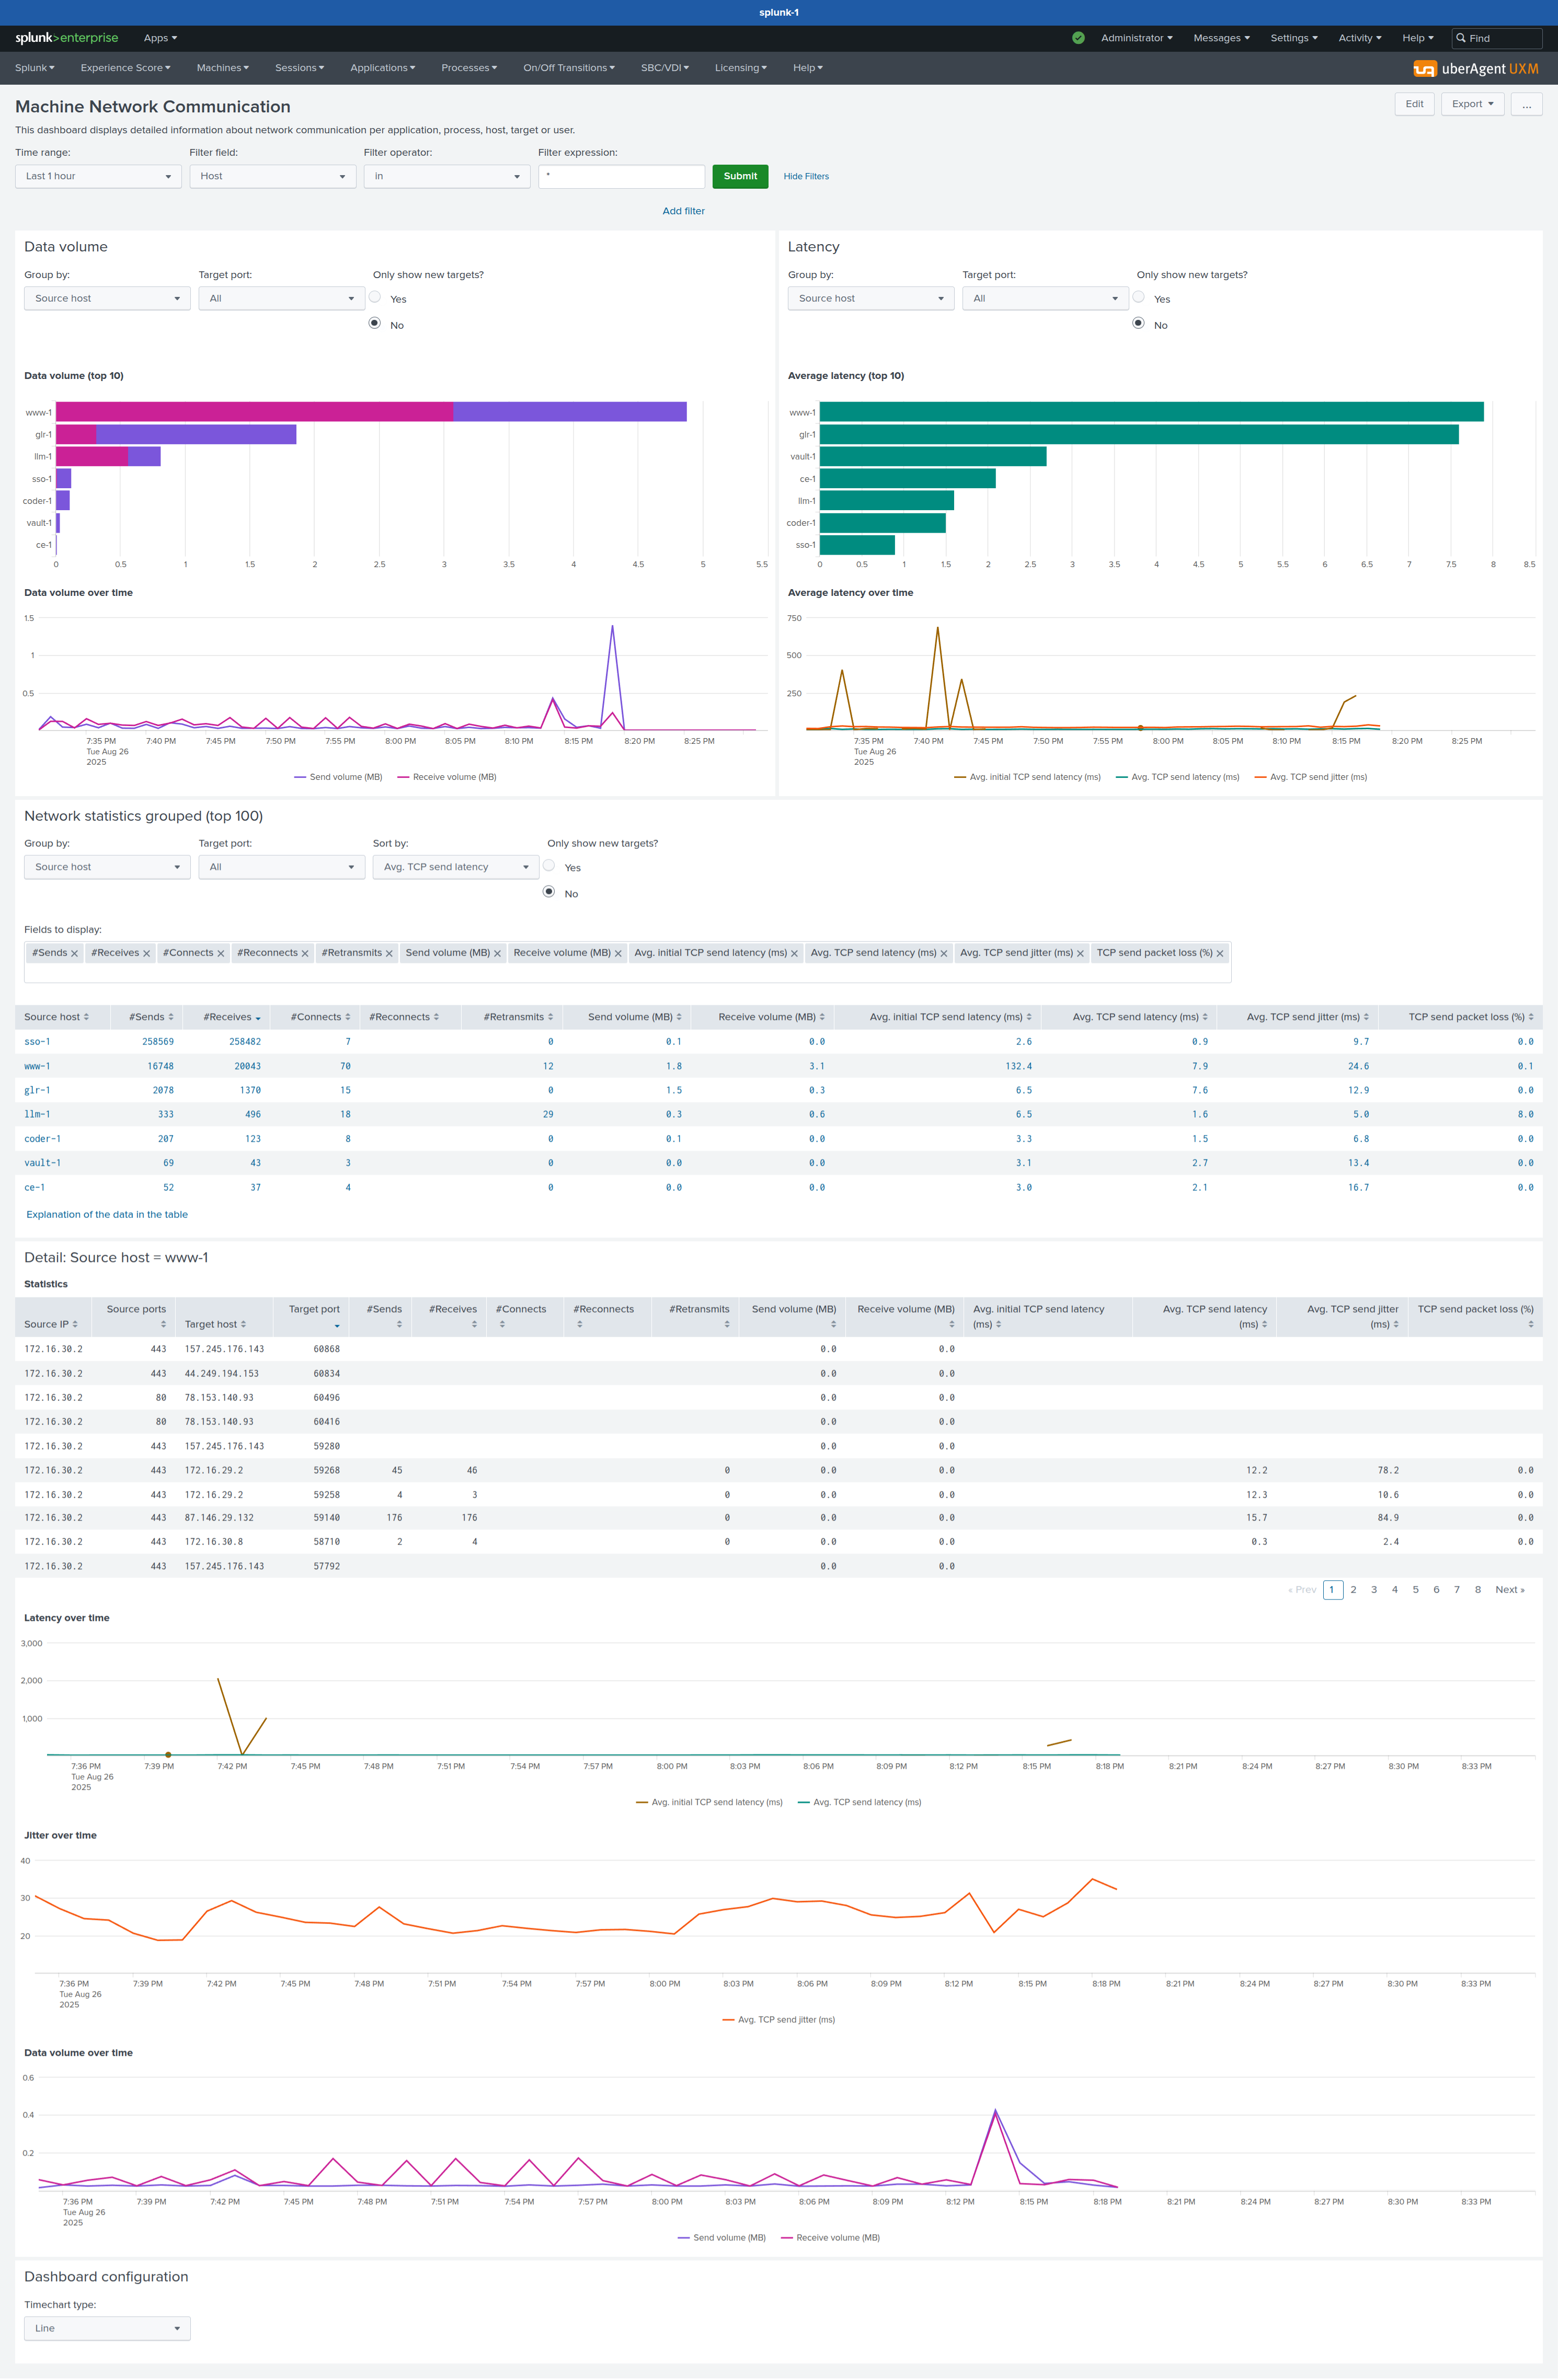 splunk-1
splunk>enterprise Apps Administrator Messages Settings Activity Help Find
Splunk Experience Score Machines Sessions Applications Processes On/Off Transitions SBC/VDI Licensing Help uberAgent UXM
Machine Network Communication Edit Export ...
This dashboard displays detailed information about network communication per application, process, host, target or user.
Time range: Filter field: Filter operator: Filter expression:
Last 1 hour Host in * Submit Hide Filters
Add filter
Data volume
Group by: Target port: Only show new targets?
Source host All Yes
No
Data volume (top 10)
www-1
glr-1
llm-1
sso-1
coder-1
vault-1
ce-1
0 0.5 1 1.5 2 2.5 3 3.5 4 4.5 5 5.5
Data volume over time
1.5
1
0.5
7:35 PM 7:40 PM 7:45 PM 7:50 PM 7:55 PM 8:00 PM 8:05 PM 8:10 PM 8:15 PM 8:20 PM 8:25 PM
Tue Aug 26
2025
Send volume (MB) Receive volume (MB)
Latency
Group by: Target port: Only show new targets?
Source host All Yes
No
Average latency (top 10)
www-1
glr-1
vault-1
ce-1
llm-1
coder-1
sso-1
0 0.5 1 1.5 2 2.5 3 3.5 4 4.5 5 5.5 6 6.5 7 7.5 8 8.5
Average latency over time
750
500
250
7:35 PM 7:40 PM 7:45 PM 7:50 PM 7:55 PM 8:00 PM 8:05 PM 8:10 PM 8:15 PM 8:20 PM 8:25 PM
Tue Aug 26
2025
Avg. initial TCP send latency (ms) Avg. TCP send latency (ms) Avg. TCP send jitter (ms)
Network statistics grouped (top 100)
Group by: Target port: Sort by: Only show new targets?
Source host All Avg. TCP send latency Yes
No
Fields to display:
#Sends #Receives #Connects #Reconnects #Retransmits Send volume (MB) Receive volume (MB) Avg. initial TCP send latency (ms) Avg. TCP send latency (ms) Avg. TCP send jitter (ms) TCP send packet loss (%)
Source host #Sends #Receives #Connects #Reconnects #Retransmits Send volume (MB) Receive volume (MB) Avg. initial TCP send latency (ms) Avg. TCP send latency (ms) Avg. TCP send jitter (ms) TCP send packet loss (%)
sso-1 258569 258482 7 0 0.1 0.0 2.6 0.9 9.7 0.0
www-1 16748 20043 70 12 1.8 3.1 132.4 7.9 24.6 0.1
glr-1 2078 1370 15 0 1.5 0.3 6.5 7.6 12.9 0.0
llm-1 333 496 18 29 0.3 0.6 6.5 1.6 5.0 8.0
coder-1 207 123 8 0 0.1 0.0 3.3 1.5 6.8 0.0
vault-1 69 43 3 0 0.0 0.0 3.1 2.7 13.4 0.0
ce-1 52 37 4 0 0.0 0.0 3.0 2.1 16.7 0.0
Explanation of the data in the table
Detail: Source host = www-1
Statistics
Source IP Source ports Target host Target port #Sends #Receives #Connects #Reconnects #Retransmits Send volume (MB) Receive volume (MB) Avg. initial TCP send latency (ms) Avg. TCP send latency (ms) Avg. TCP send jitter (ms) TCP send packet loss (%)
172.16.30.2 443 157.245.176.143 60868 0.0 0.0
172.16.30.2 443 44.249.194.153 60834 0.0 0.0
172.16.30.2 80 78.153.140.93 60496 0.0 0.0
172.16.30.2 80 78.153.140.93 60416 0.0 0.0
172.16.30.2 443 157.245.176.143 59280 0.0 0.0
172.16.30.2 443 172.16.29.2 59268 45 46 0 0.0 0.0 12.2 78.2 0.0
172.16.30.2 443 172.16.29.2 59258 4 3 0 0.0 0.0 12.3 10.6 0.0
172.16.30.2 443 87.146.29.132 59140 176 176 0 0.0 0.0 15.7 84.9 0.0
172.16.30.2 443 172.16.30.8 58710 2 4 0 0.0 0.0 0.3 2.4 0.0
172.16.30.2 443 157.245.176.143 57792 0.0 0.0
« Prev 1 2 3 4 5 6 7 8 Next »
Latency over time
3,000
2,000
1,000
7:36 PM 7:39 PM 7:42 PM 7:45 PM 7:48 PM 7:51 PM 7:54 PM 7:57 PM 8:00 PM 8:03 PM 8:06 PM 8:09 PM 8:12 PM 8:15 PM 8:18 PM 8:21 PM 8:24 PM 8:27 PM 8:30 PM 8:33 PM
Tue Aug 26
2025
Avg. initial TCP send latency (ms) Avg. TCP send latency (ms)
Jitter over time
40
30
20
7:36 PM 7:39 PM 7:42 PM 7:45 PM 7:48 PM 7:51 PM 7:54 PM 7:57 PM 8:00 PM 8:03 PM 8:06 PM 8:09 PM 8:12 PM 8:15 PM 8:18 PM 8:21 PM 8:24 PM 8:27 PM 8:30 PM 8:33 PM
Tue Aug 26
2025
Avg. TCP send jitter (ms)
Data volume over time
0.6
0.4
0.2
7:36 PM 7:39 PM 7:42 PM 7:45 PM 7:48 PM 7:51 PM 7:54 PM 7:57 PM 8:00 PM 8:03 PM 8:06 PM 8:09 PM 8:12 PM 8:15 PM 8:18 PM 8:21 PM 8:24 PM 8:27 PM 8:30 PM 8:33 PM
Tue Aug 26
2025
Send volume (MB) Receive volume (MB)
Dashboard configuration
Timechart type:
Line